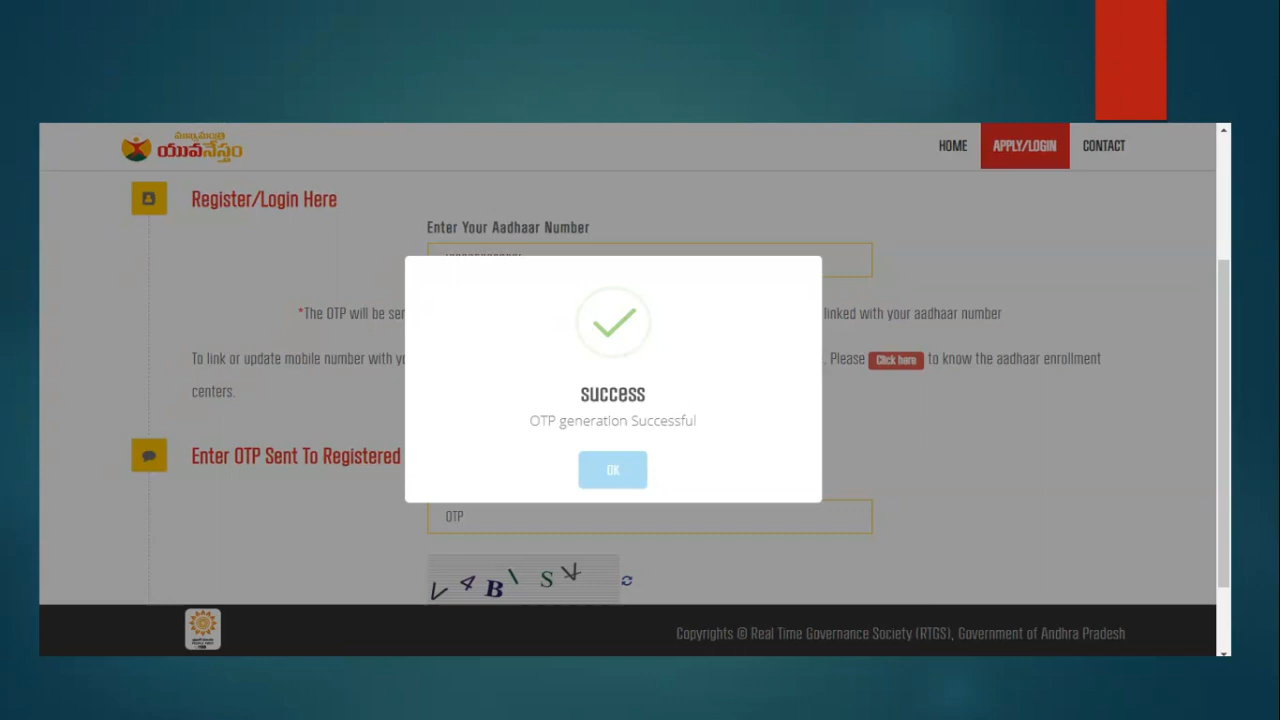 ముఖ్యమంత్రి
యువనేస్తం
HOME APPLY/LOGIN CONTACT
Register/Login Here
Enter Your Aadhaar Number
*The OTP will be linked with your aadhaar number
To link or update mobile number with . Please Click here to know the aadhaar enrollment
centers.
success
OTP generation Successful
OK
Enter OTP Sent To Registered
OTP
Copyrights © Real Time Governance Society (RTGS), Government of Andhra Pradesh